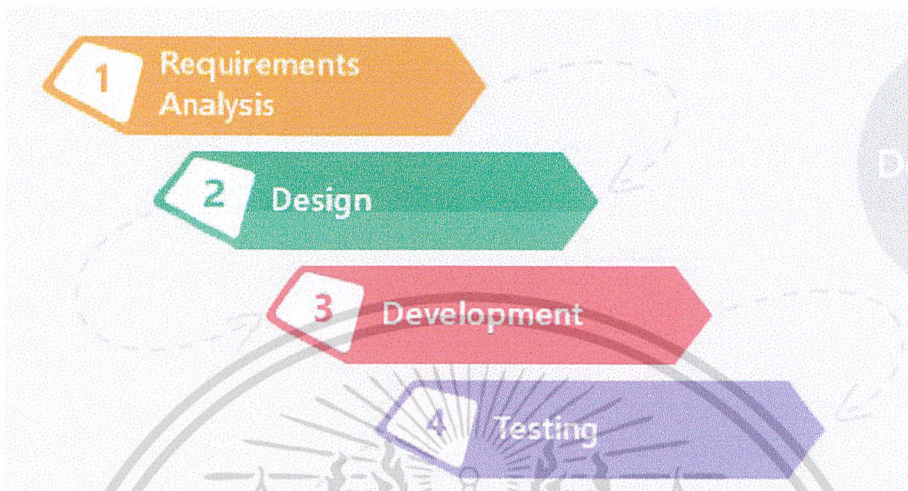 1
Requirements
Analysis
2
Design
3
Development
4
Testing